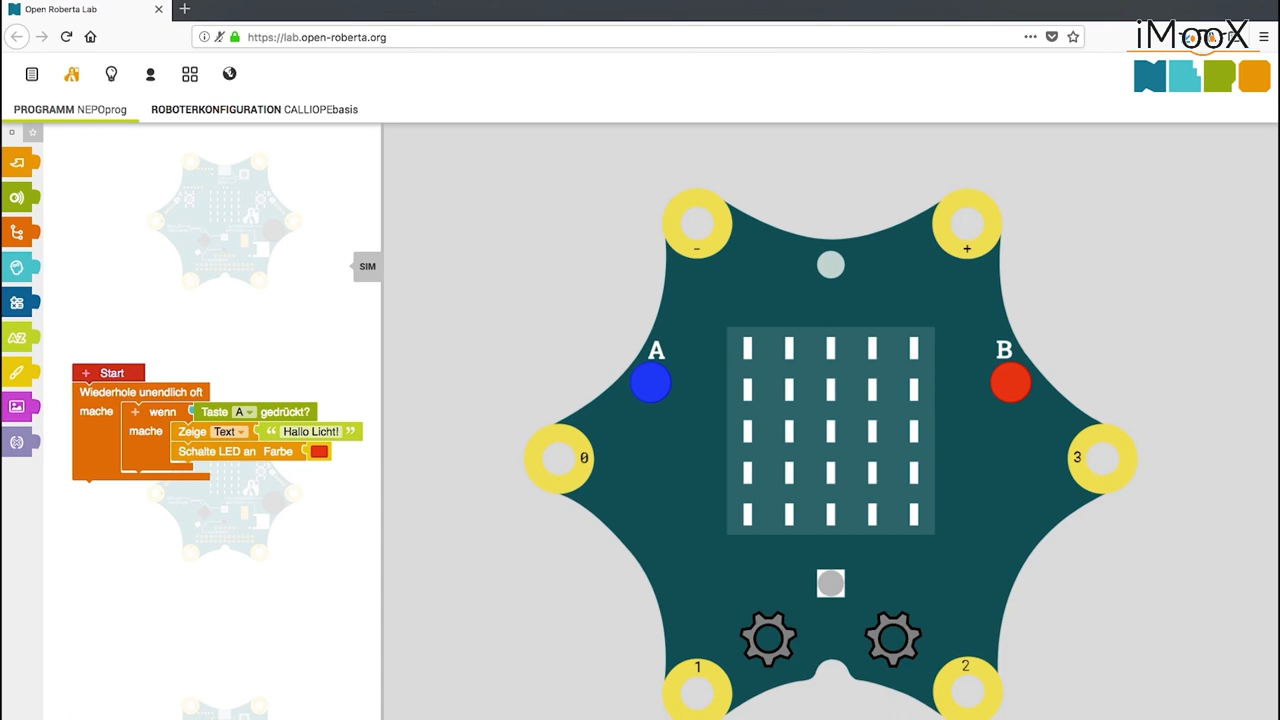 Open Roberta Lab
https://lab.open-roberta.org
iMooX
PROGRAMM NEPOprog
ROBOTERKONFIGURATION CALLIOPEbasis
SIM
+ Start
Wiederhole unendlich oft
mache
+ wenn
Taste A gedrückt?
mache
Zeige Text
“ Hallo Licht! ”
Schalte LED an Farbe
-
+
A
B
0
3
1
2